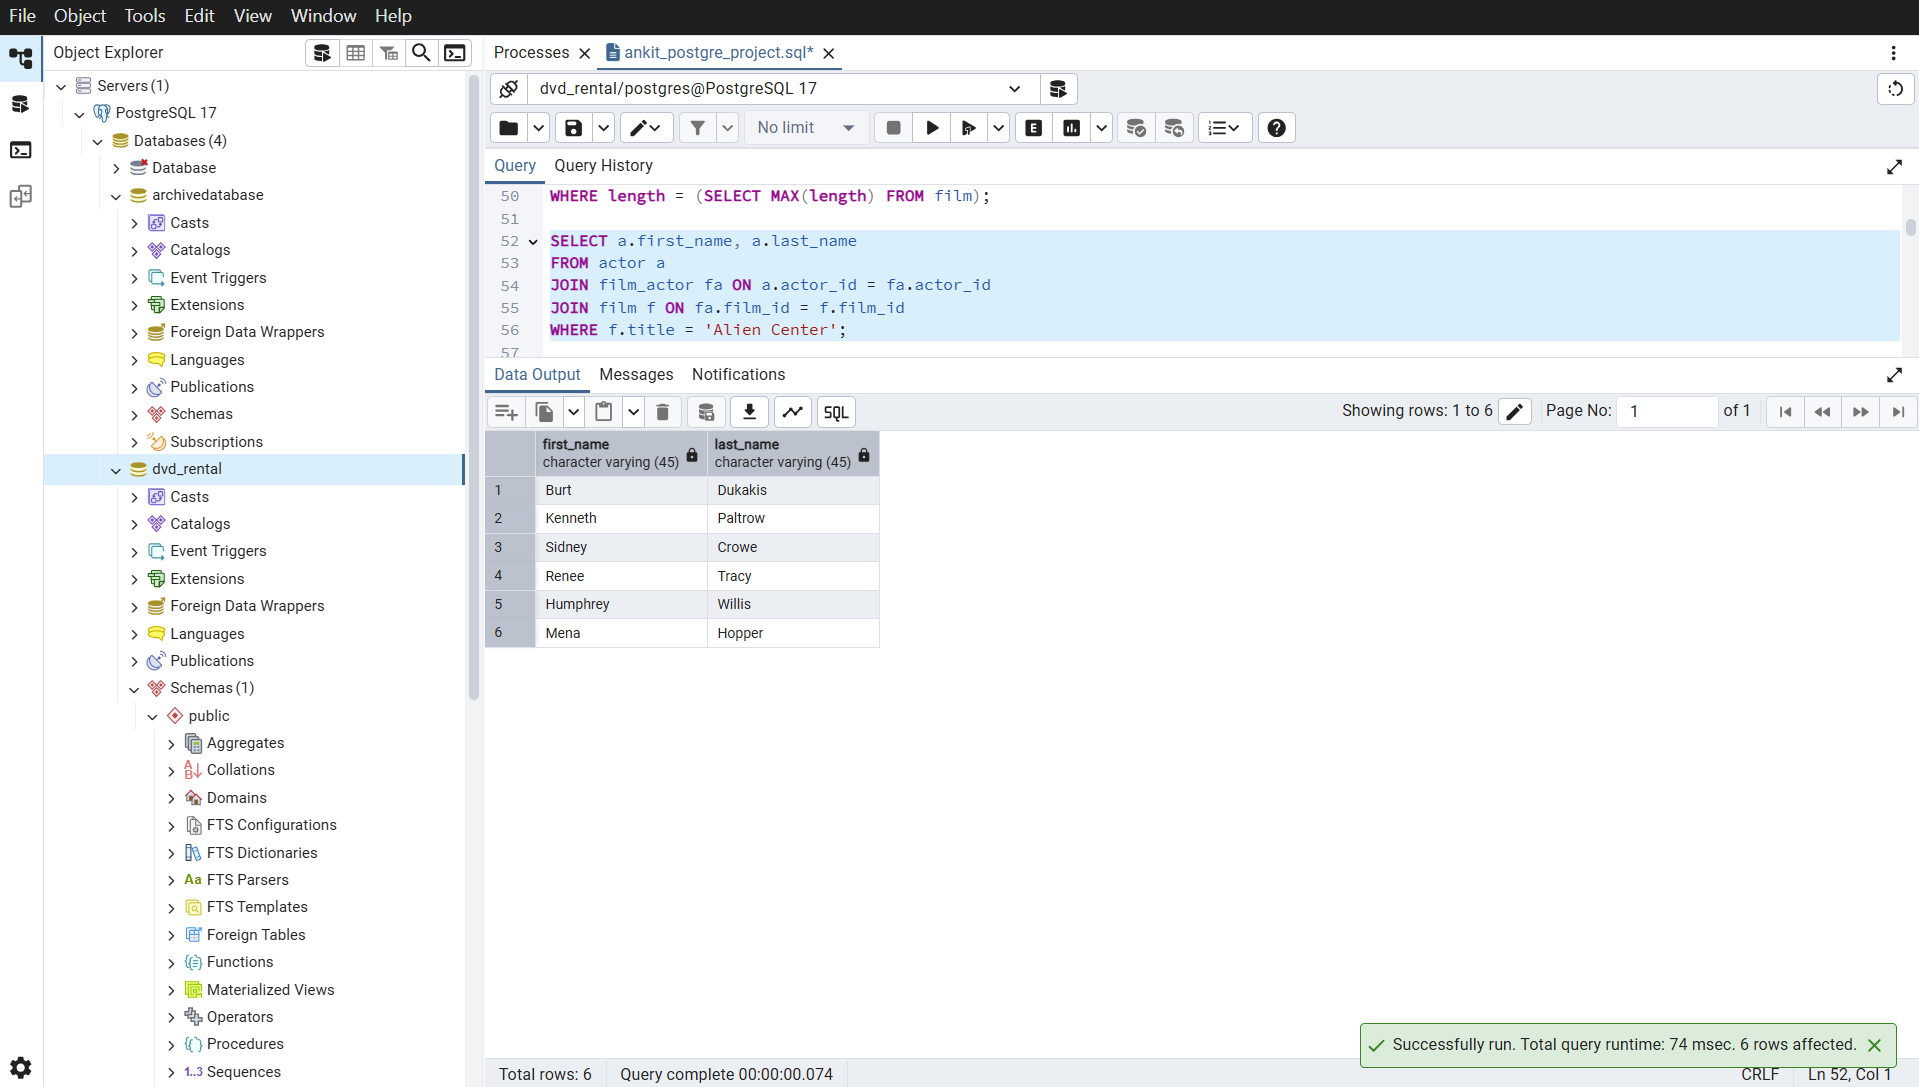 File Object Tools Edit View Window Help
Object Explorer
Servers (1)
PostgreSQL 17
Databases (4)
Database
archivedatabase
Casts
Catalogs
Event Triggers
Extensions
Foreign Data Wrappers
Languages
Publications
Schemas
Subscriptions
dvd_rental
Casts
Catalogs
Event Triggers
Extensions
Foreign Data Wrappers
Languages
Publications
Schemas (1)
public
Aggregates
Collations
Domains
FTS Configurations
FTS Dictionaries
Aa FTS Parsers
FTS Templates
Foreign Tables
Functions
Materialized Views
Operators
Procedures
1..3 Sequences
Processes ankit_postgre_project.sql*
dvd_rental/postgres@PostgreSQL 17
No limit E
Query Query History
50 WHERE length = (SELECT MAX(length) FROM film);
51
52 SELECT a.first_name, a.last_name
53 FROM actor a
54 JOIN film_actor fa ON a.actor_id = fa.actor_id
55 JOIN film f ON fa.film_id = f.film_id
56 WHERE f.title = 'Alien Center';
57
Data Output Messages Notifications
SQL Showing rows: 1 to 6 Page No: 1 of 1
first_name last_name
character varying (45) character varying (45)
1 Burt Dukakis
2 Kenneth Paltrow
3 Sidney Crowe
4 Renee Tracy
5 Humphrey Willis
6 Mena Hopper
Successfully run. Total query runtime: 74 msec. 6 rows affected.
Total rows: 6 Query complete 00:00:00.074 CRLF Ln 52, Col 1